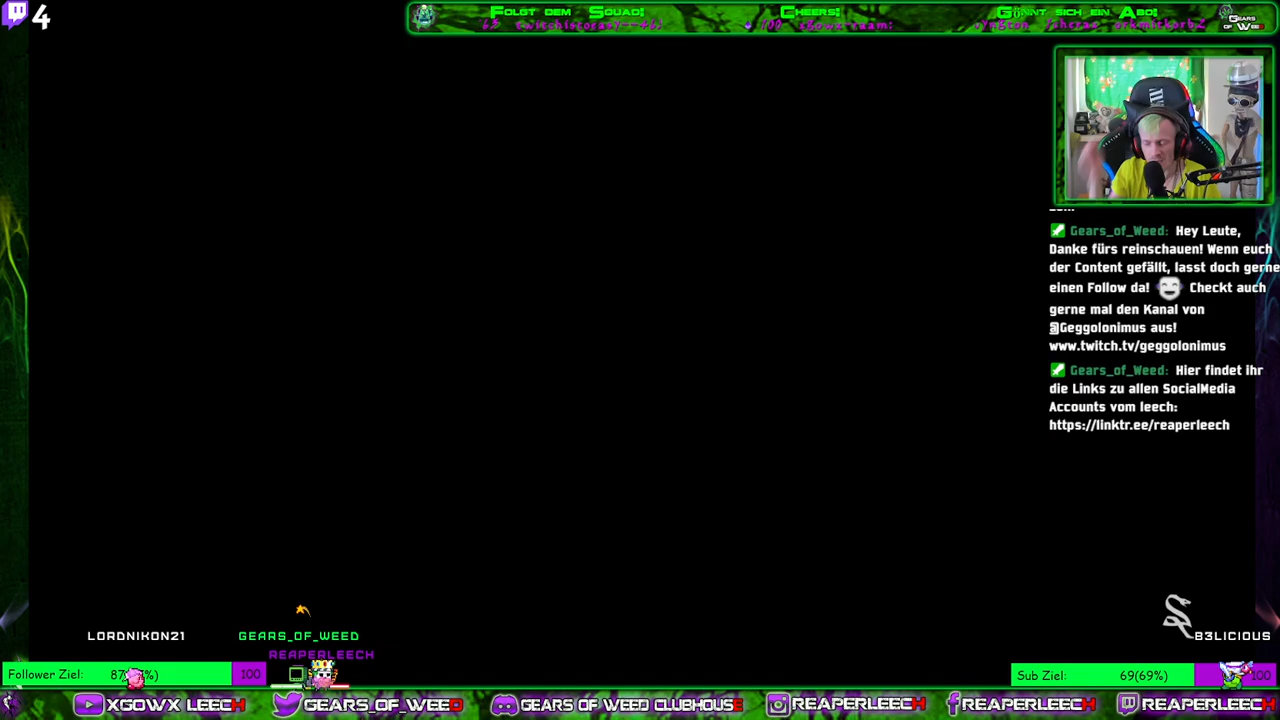 4
Folgt dem Squad:
Cheers:
Gönnt sich ein Abo:
Gears of Weed
Gears_of_Weed: Hey Leute,
Danke fürs reinschauen! Wenn euch
der Content gefällt, lasst doch gerne
einen Follow da! Checkt auch
gerne mal den Kanal von
@Geggolonimus aus!
www.twitch.tv/geggolonimus
Gears_of_Weed: Hier findet ihr
die Links zu allen SocialMedia
Accounts vom leech:
https://linktr.ee/reaperleech
LORDNIKON21
GEARS_OF_WEED
REAPERLEECH
B3LICIOUS
Follower Ziel:
100
Sub Ziel: 69(69%) 100
XGOWX LEECH
GEARS_OF_WEED
GEARS OF WEED CLUBHOUSE
REAPERLEECH
REAPERLEECH
REAPERLEECH